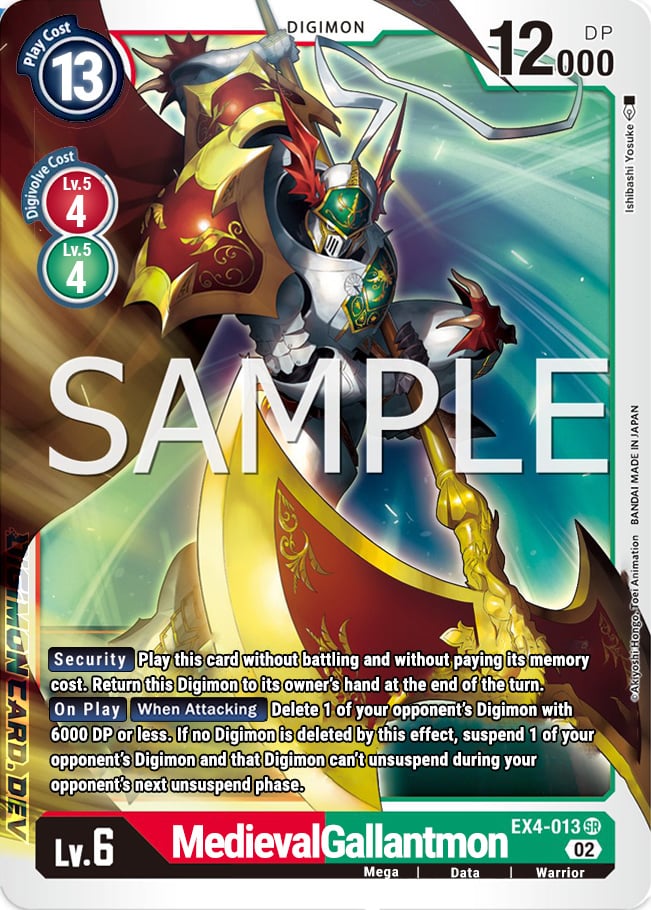 Play Cost
13
DIGIMON
12000
DP
Digivolve Cost
Lv.5
4
Lv.5
4
Ishibashi Yosuke
SAMPLE
©Akiyoshi Hongo, Toei Animation BANDAI MADE IN JAPAN
DIGIMONCARD.DEV
Security Play this card without battling and without paying its memory
cost. Return this Digimon to its owner's hand at the end of the turn.
On Play When Attacking Delete 1 of your opponent's Digimon with
6000 DP or less. If no Digimon is deleted by this effect, suspend 1 of your
opponent's Digimon and that Digimon can't unsuspend during your
opponent's next unsuspend phase.
Lv.6
MedievalGallantmon
EX4-013 SR
02
Mega | Data | Warrior